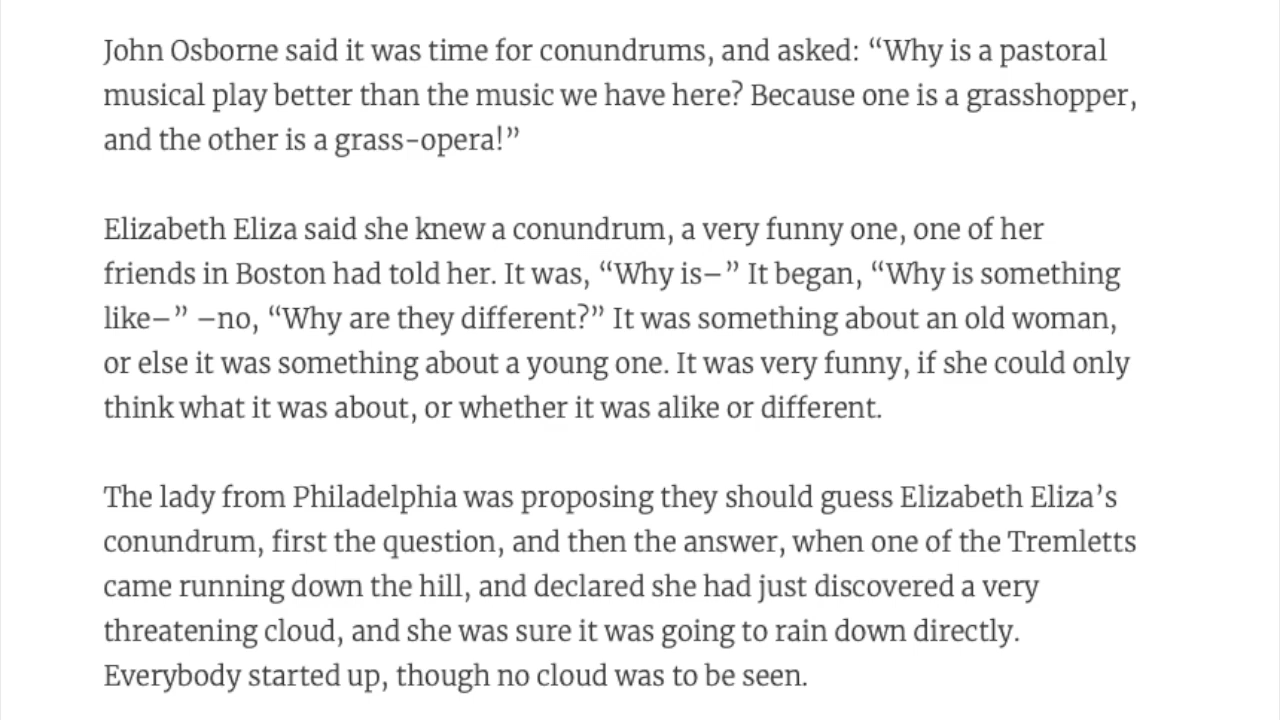 John Osborne said it was time for conundrums, and asked: “Why is a pastoral
musical play better than the music we have here? Because one is a grasshopper,
and the other is a grass-opera!”
Elizabeth Eliza said she knew a conundrum, a very funny one, one of her
friends in Boston had told her. It was, “Why is–” It began, “Why is something
like–” –no, “Why are they different?” It was something about an old woman,
or else it was something about a young one. It was very funny, if she could only
think what it was about, or whether it was alike or different.
The lady from Philadelphia was proposing they should guess Elizabeth Eliza’s
conundrum, first the question, and then the answer, when one of the Tremletts
came running down the hill, and declared she had just discovered a very
threatening cloud, and she was sure it was going to rain down directly.
Everybody started up, though no cloud was to be seen.